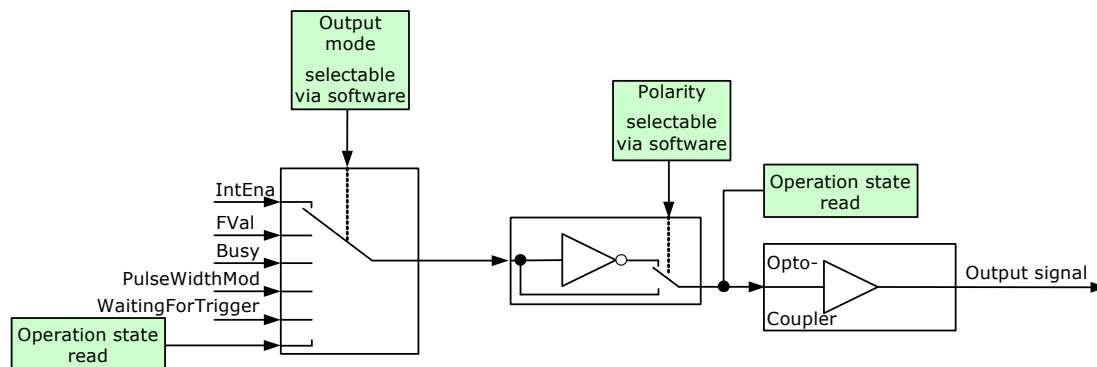 Output
mode
selectable
via software
Polarity
selectable
via software
IntEna
FVal
Busy
PulseWidthMod
WaitingForTrigger
Operation state
read
Operation state
read
Opto-
Coupler
Output signal